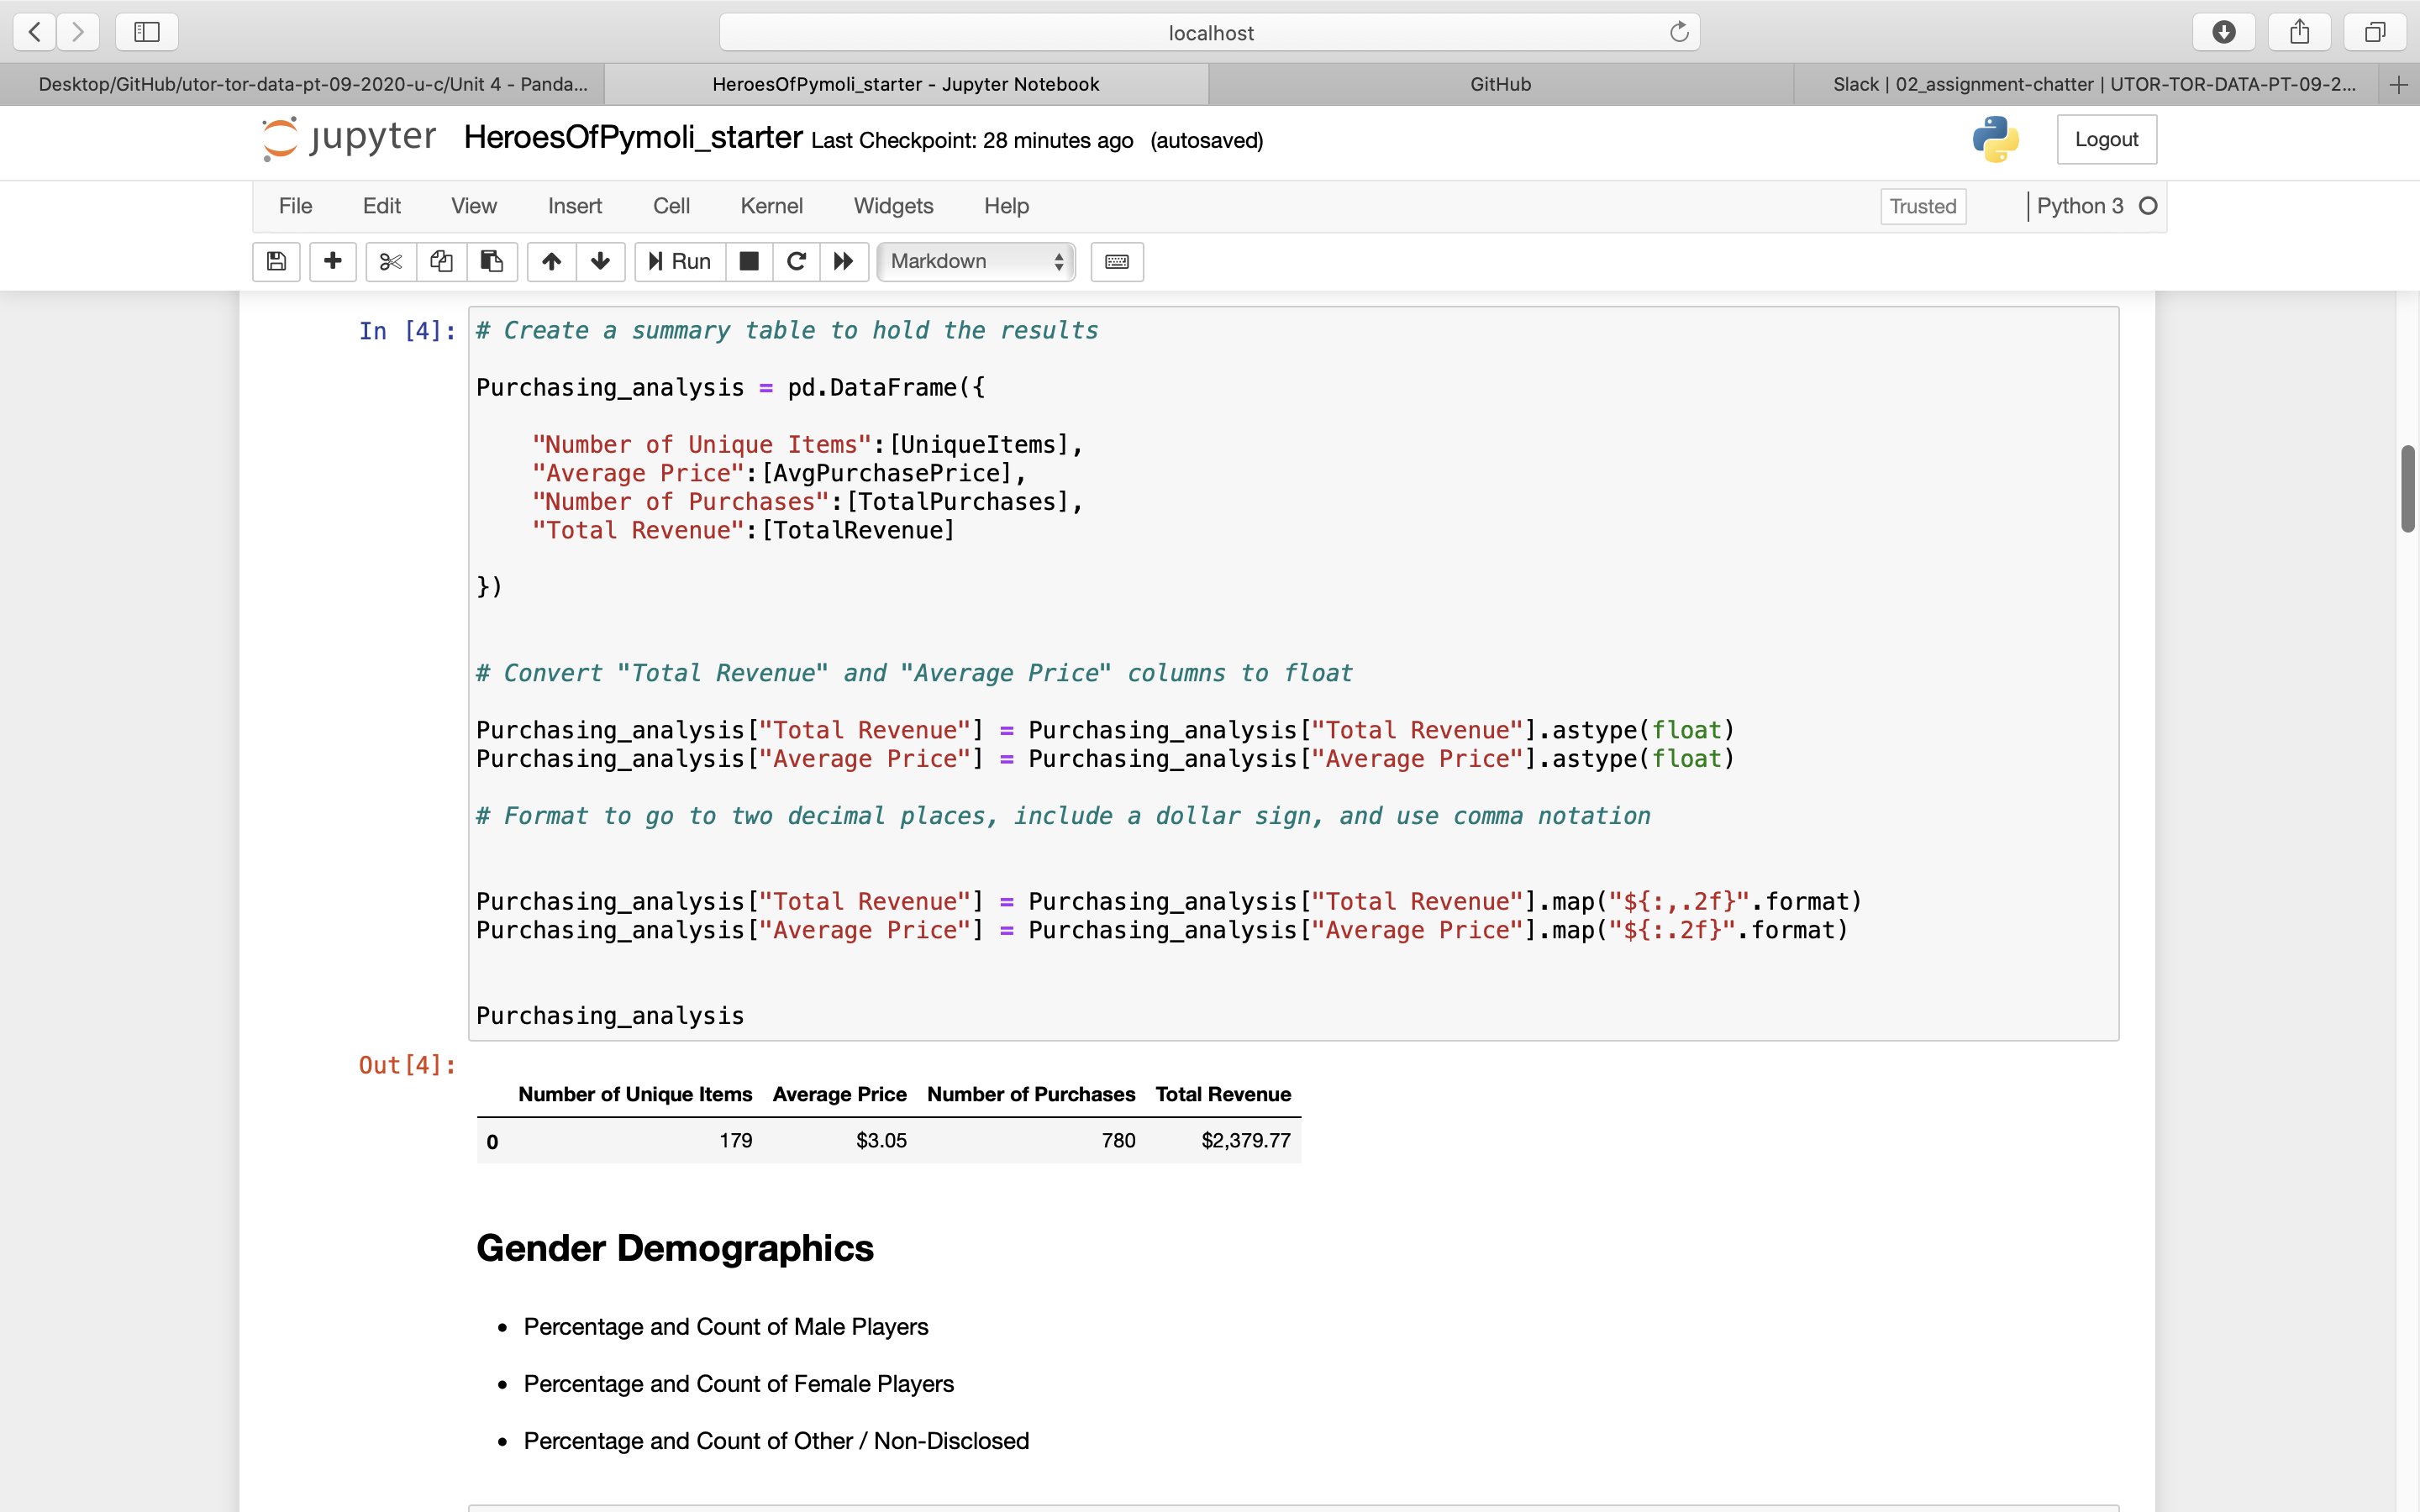 localhost
Desktop/GitHub/utor-tor-data-pt-09-2020-u-c/Unit 4 - Panda...
HeroesOfPymoli_starter - Jupyter Notebook
GitHub
Slack | 02_assignment-chatter | UTOR-TOR-DATA-PT-09-2...
jupyter HeroesOfPymoli_starter Last Checkpoint: 28 minutes ago (autosaved)
Logout
File Edit View Insert Cell Kernel Widgets Help
Trusted
Python 3
Run
Markdown
In [4]:
# Create a summary table to hold the results
Purchasing_analysis = pd.DataFrame({
"Number of Unique Items":[UniqueItems],
"Average Price":[AvgPurchasePrice],
"Number of Purchases":[TotalPurchases],
"Total Revenue":[TotalRevenue]
})
# Convert "Total Revenue" and "Average Price" columns to float
Purchasing_analysis["Total Revenue"] = Purchasing_analysis["Total Revenue"].astype(float)
Purchasing_analysis["Average Price"] = Purchasing_analysis["Average Price"].astype(float)
# Format to go to two decimal places, include a dollar sign, and use comma notation
Purchasing_analysis["Total Revenue"] = Purchasing_analysis["Total Revenue"].map("${:,.2f}".format)
Purchasing_analysis["Average Price"] = Purchasing_analysis["Average Price"].map("${:.2f}".format)
Purchasing_analysis
Out[4]:
Number of Unique Items Average Price Number of Purchases Total Revenue
0 179 $3.05 780 $2,379.77
Gender Demographics
• Percentage and Count of Male Players
• Percentage and Count of Female Players
• Percentage and Count of Other / Non-Disclosed